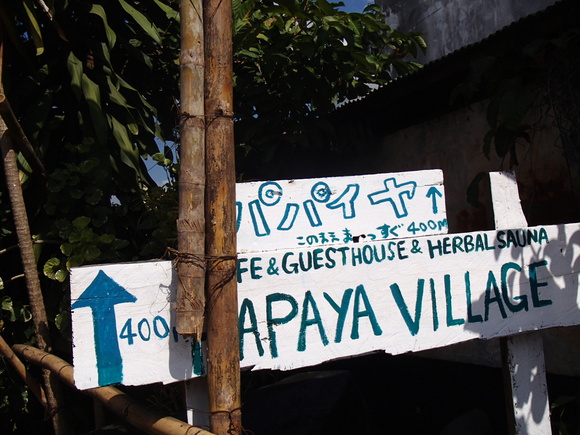 パパイヤ ↑
このままま っすぐ 400M
FE & GUESTHOUSE & HERBAL SAUNA
↑ 400
APAYA VILLAGE